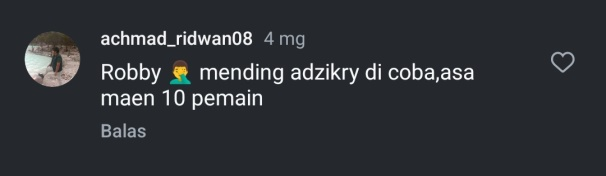 achmad_ridwan08 4 mg
Robby 🤦‍♂️ mending adzikry di coba,asa
maen 10 pemain
Balas